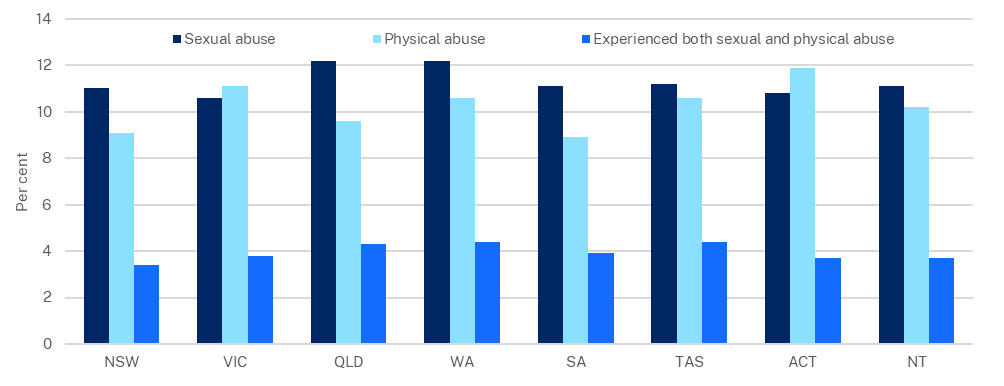 14
Sexual abuse Physical abuse Experienced both sexual and physical abuse
12
10
8
Per cent
6
4
2
0
NSW VIC QLD WA SA TAS ACT NT